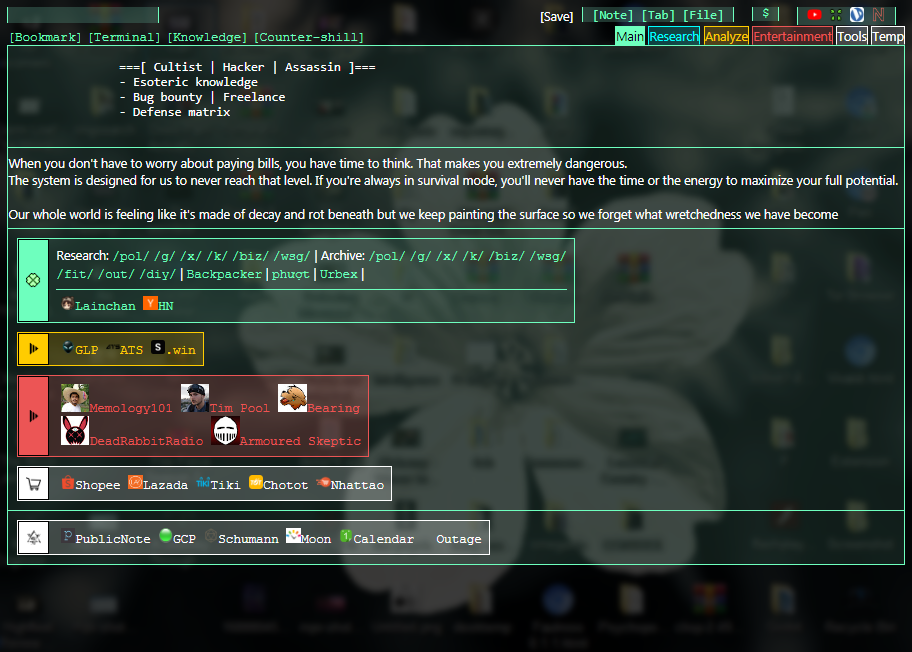 [Save] [Note] [Tab] [File] $
[Bookmark] [Terminal] [Knowledge] [Counter-shill]
Main Research Analyze Entertainment Tools Temp
===[ Cultist | Hacker | Assassin ]===
- Esoteric knowledge
- Bug bounty | Freelance
- Defense matrix
When you don't have to worry about paying bills, you have time to think. That makes you extremely dangerous.
The system is designed for us to never reach that level. If you're always in survival mode, you'll never have the time or the energy to maximize your full potential.
Our whole world is feeling like it's made of decay and rot beneath but we keep painting the surface so we forget what wretchedness we have become
Research: /pol/ /g/ /x/ /k/ /biz/ /wsg/ | Archive: /pol/ /g/ /x/ /k/ /biz/ /wsg/
/fit/ /out/ /diy/ | Backpacker | phượt | Urbex |
Lainchan Y HN
GLP ATS S .win
Memology101 Tim Pool Bearing
DeadRabbitRadio Armoured Skeptic
Shopee Lazada TIKI Tiki Chotot Nhattao
PublicNote GCP Schumann Moon 1 Calendar Outage